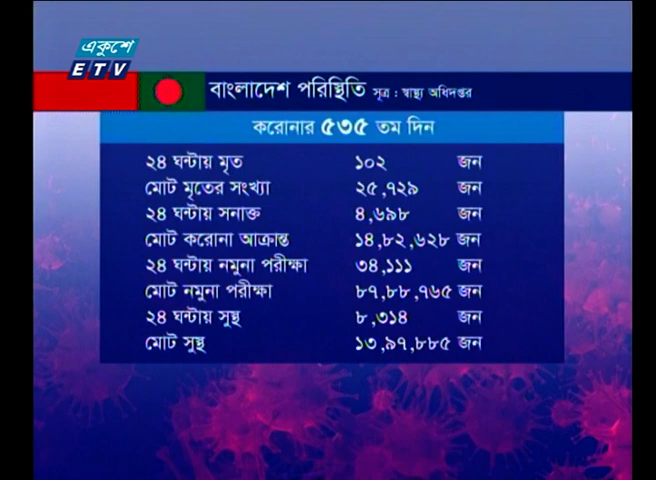 একুশে
ETV
বাংলাদেশ পরিস্থিতি সূত্র : স্বাস্থ্য অধিদপ্তর
করোনার ৫৩৫ তম দিন
২৪ ঘন্টায় মৃত ১০২ জন
মোট মৃতের সংখ্যা ২৫,৭২৯ জন
২৪ ঘন্টায় সনাক্ত ৪,৬৯৮ জন
মোট করোনা আক্রান্ত ১৪,৮২,৬২৮ জন
২৪ ঘন্টায় নমুনা পরীক্ষা ৩৪,১১১ জন
মোট নমুনা পরীক্ষা ৮৭,৮৮,৭৬৫ জন
২৪ ঘন্টায় সুস্থ ৮,৩১৪ জন
মোট সুস্থ ১৩,৯৭,৮৮৫ জন